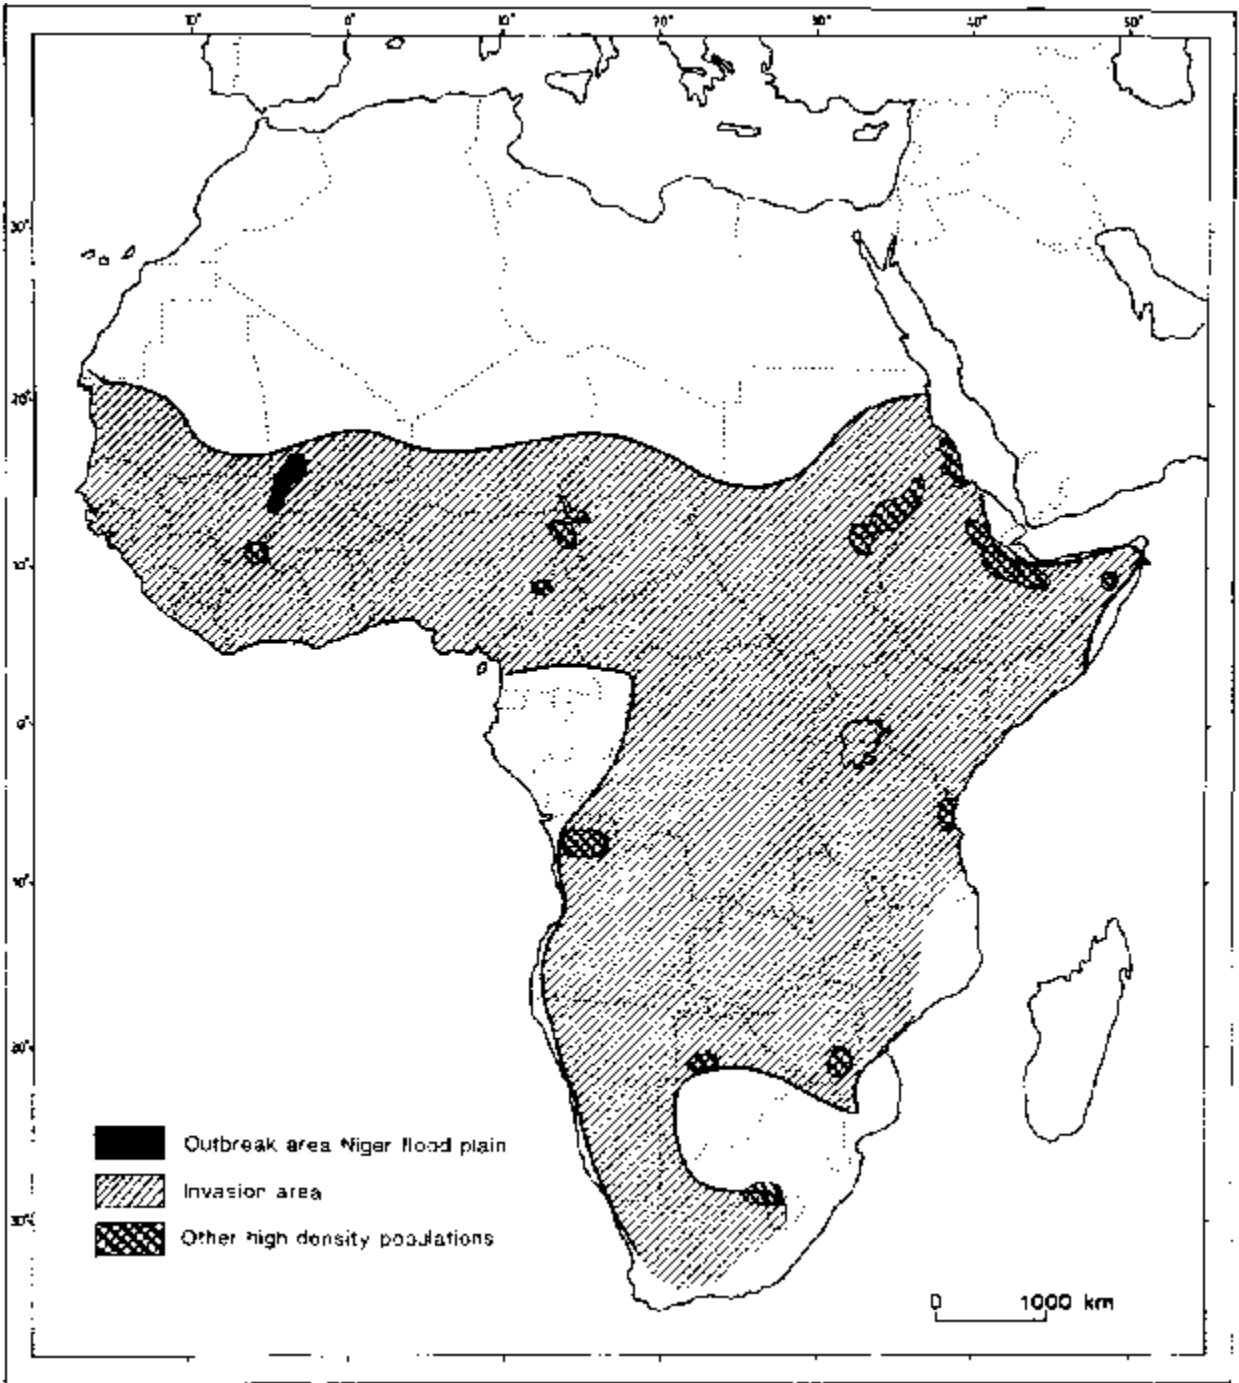 10° 0° 10° 20° 30° 40° 50°
30°
20°
10°
0°
10°
20°
30°
Outbreak area Niger flood plain
Invasion area
Other high density populations
0 1000 km